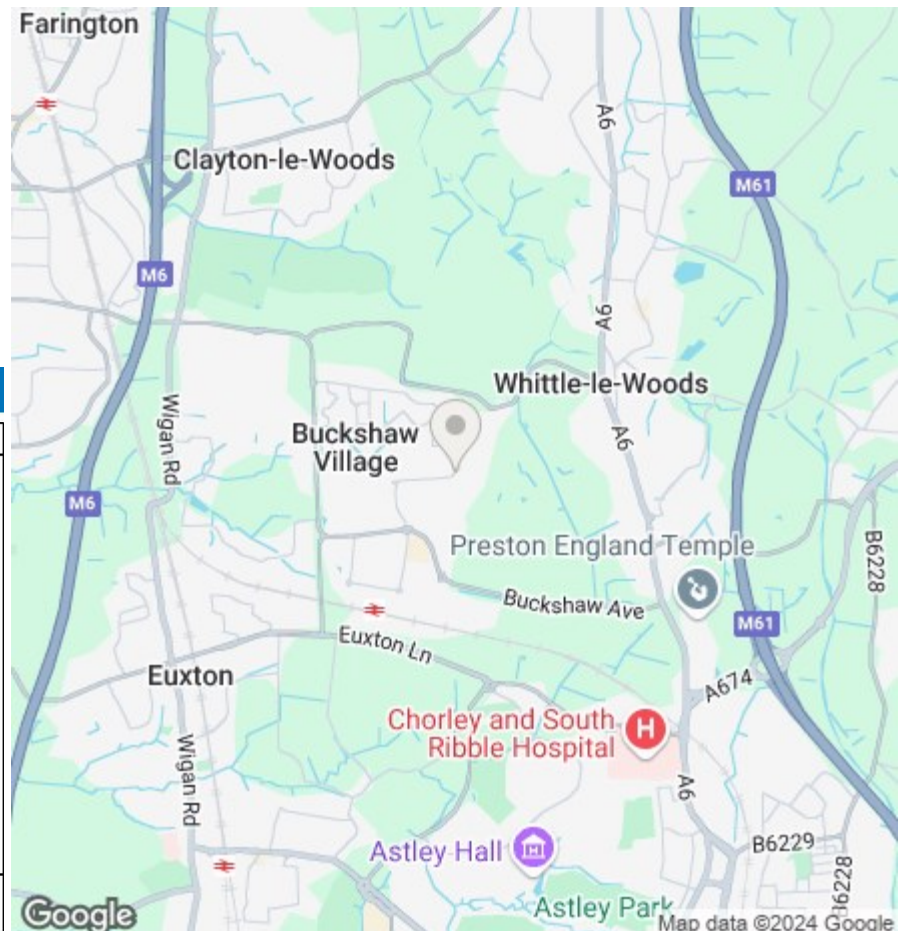 Farington
A6
Clayton-le-Woods
M61
M6
A6
Whittle-le-Woods
Buckshaw
Village
Wigan Rd
A6
M6
Preston England Temple
B6228
Buckshaw Ave
M61
Euxton Ln
Euxton
A674
Chorley and South
Ribble Hospital
H
Wigan Rd
A6
Astley Hall
B6229
B6228
Astley Park
Google
Map data ©2024 Google